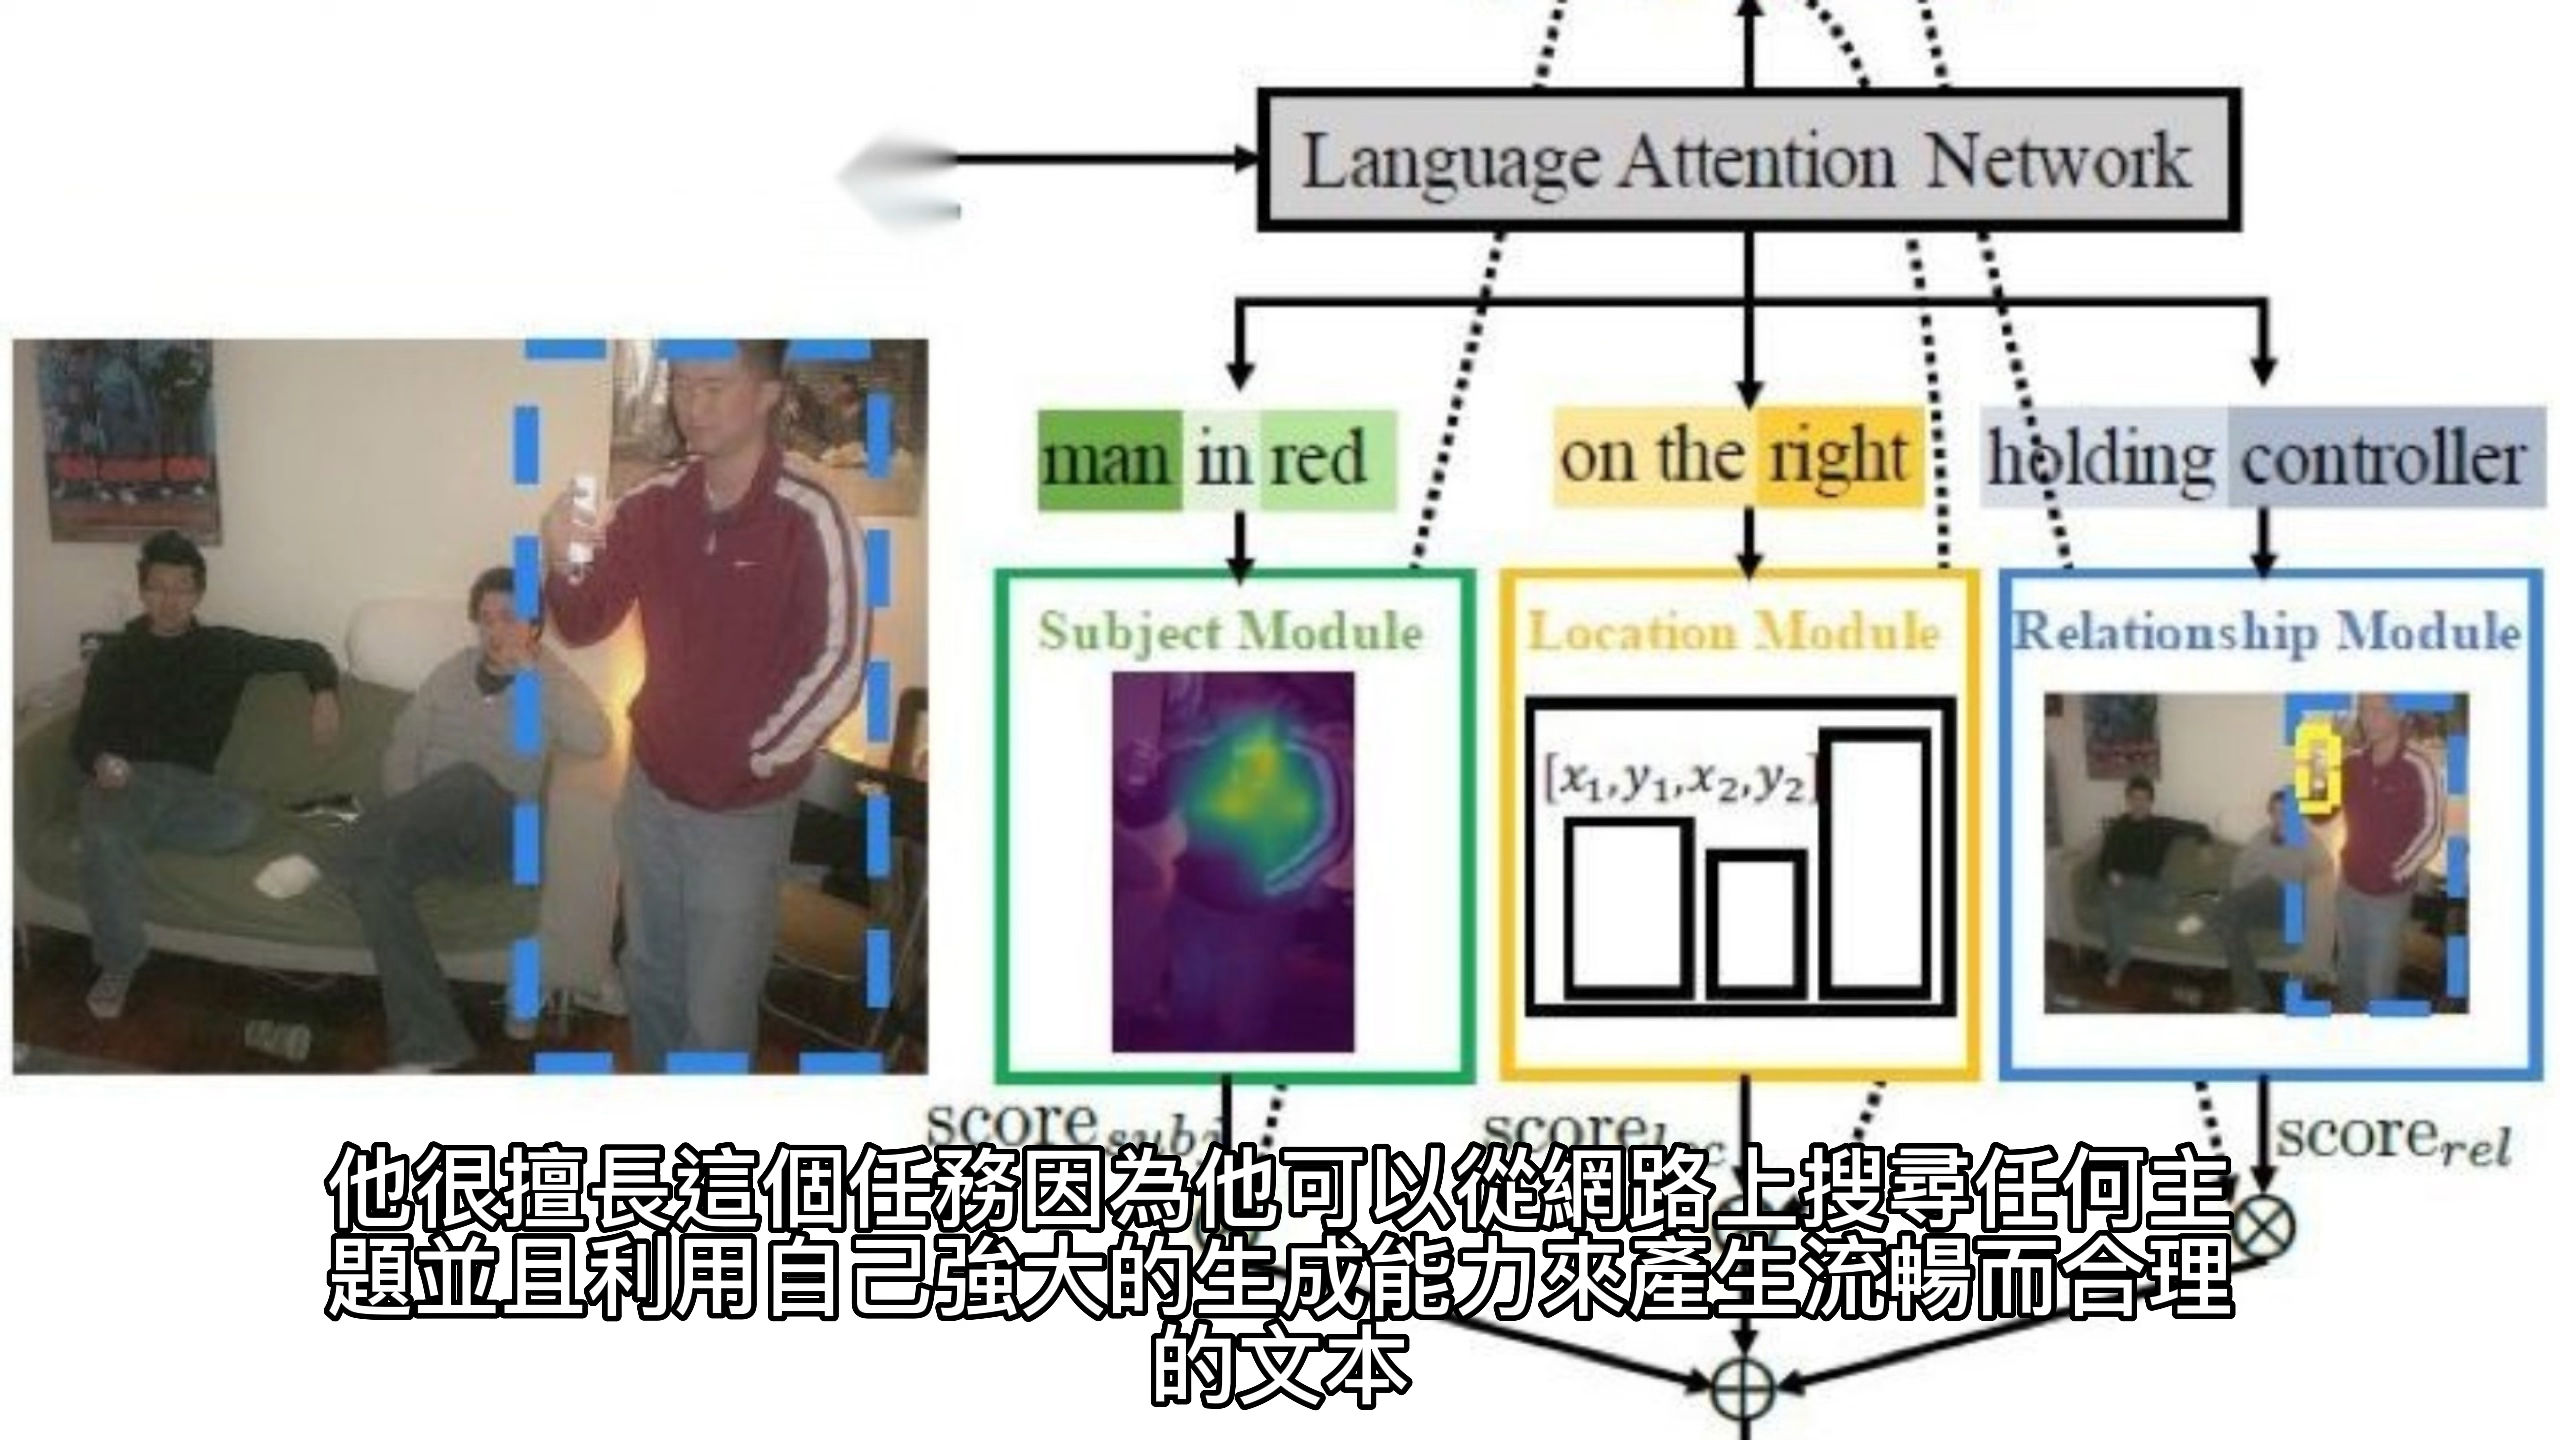 Language Attention Network
man in red
on the right
holding controller
Subject Module
Location Module
Relationship Module
[x₁,y₁,x₂,y₂]
score subj
score loc
score rel
他很擅長這個任務因為他可以從網路上搜尋任何主
題並且利用自己強大的生成能力來產生流暢而合理
的文本